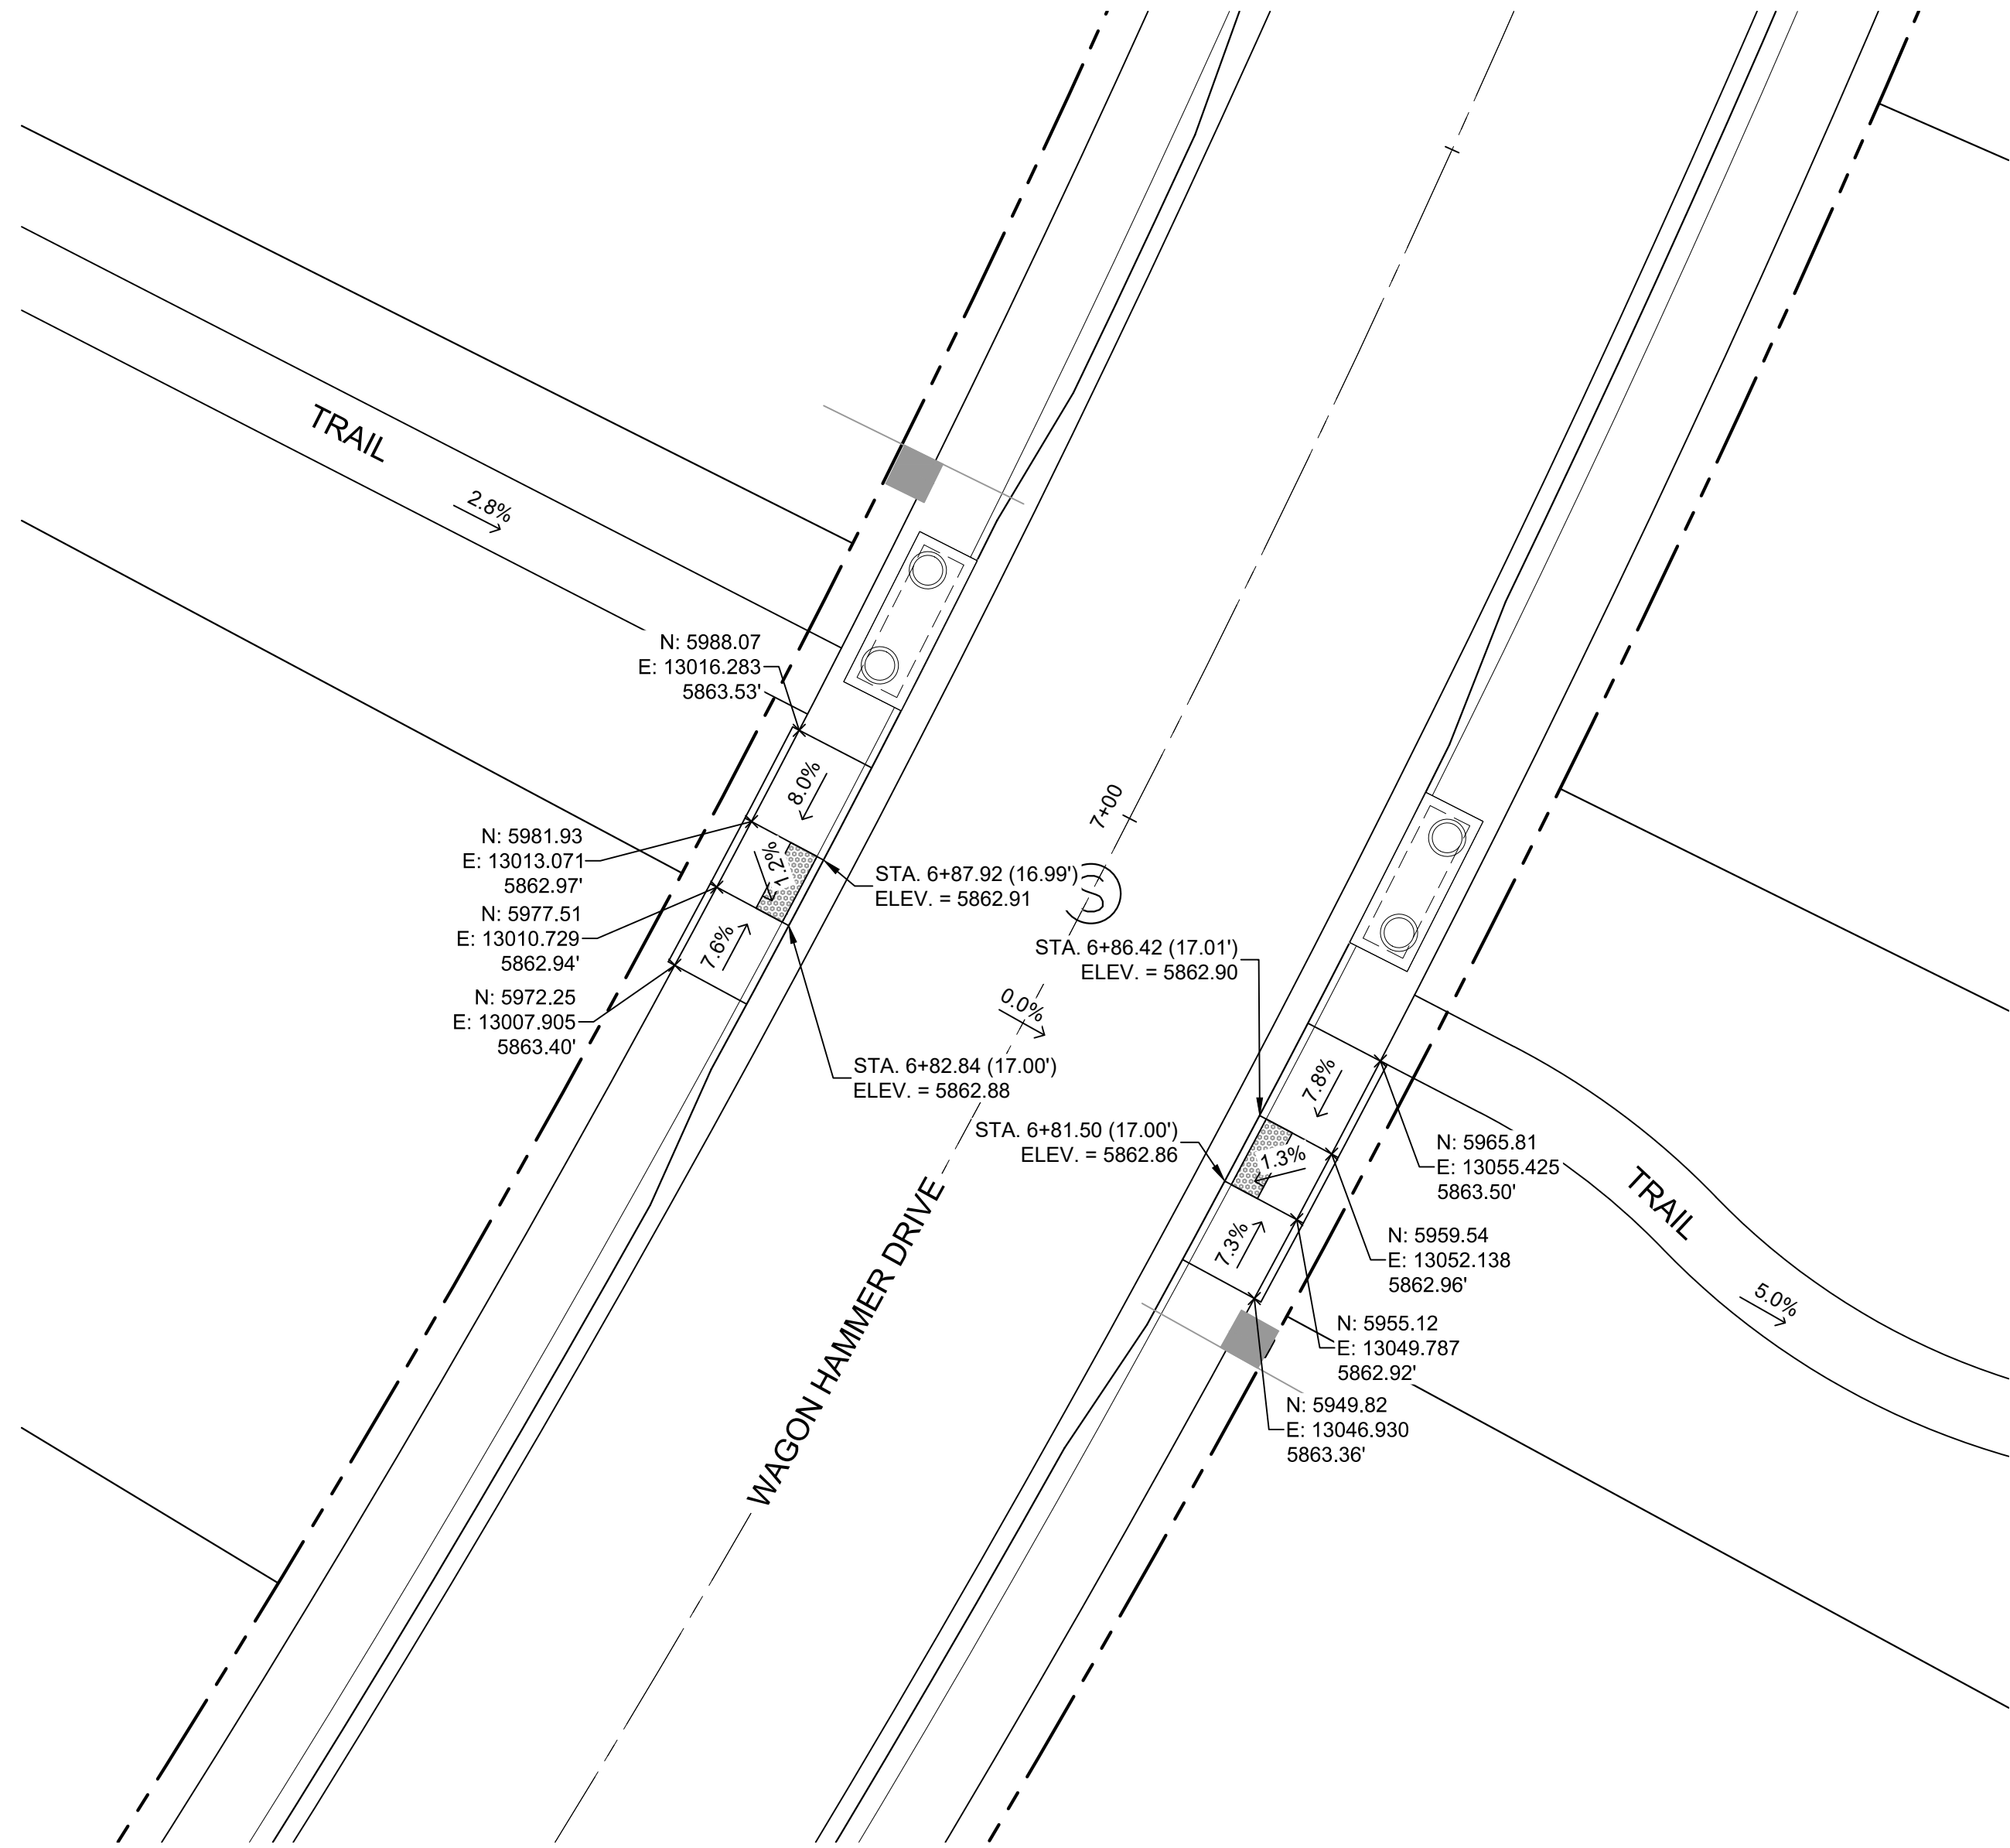 TRAIL
2.8%
N: 5988.07
E: 13016.283
5863.53'
8.0%
N: 5981.93
E: 13013.071
5862.97'
1.2%
N: 5977.51
E: 13010.729
5862.94'
7.6%
N: 5972.25
E: 13007.905
5863.40'
7+00
STA. 6+87.92 (16.99')
ELEV. = 5862.91
S
STA. 6+86.42 (17.01')
ELEV. = 5862.90
0.0%
STA. 6+82.84 (17.00')
ELEV. = 5862.88
STA. 6+81.50 (17.00')
ELEV. = 5862.86
7.8%
1.3%
7.3%
N: 5965.81
E: 13055.425
5863.50'
TRAIL
5.0%
N: 5959.54
E: 13052.138
5862.96'
N: 5955.12
E: 13049.787
5862.92'
N: 5949.82
E: 13046.930
5863.36'
WAGON HAMMER DRIVE